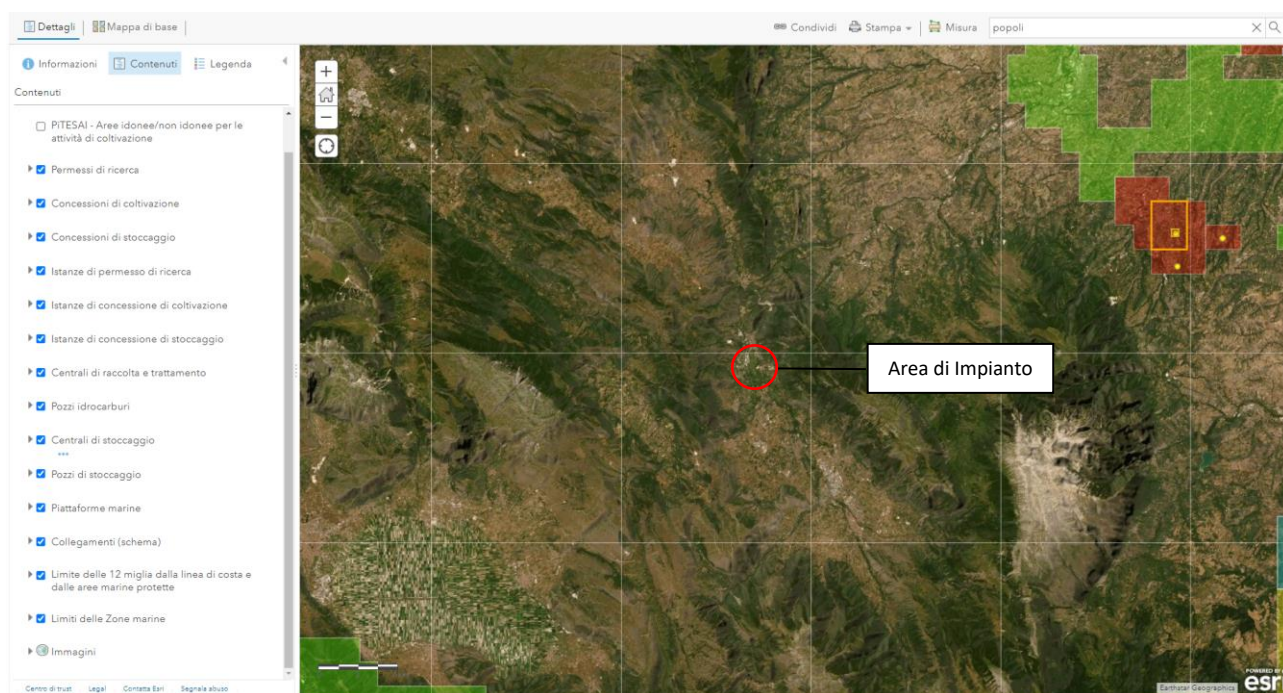 Dettagli
Mappa di base
Condividi
Stampa
Misura
popoli
Informazioni
Contenuti
Legenda
Contenuti
PiTESAI - Aree idonee/non idonee per le
attività di coltivazione
Permessi di ricerca
Concessioni di coltivazione
Concessioni di stoccaggio
Istanze di permesso di ricerca
Istanze di concessione di coltivazione
Istanze di concessione di stoccaggio
Centrali di raccolta e trattamento
Pozzi idrocarburi
Centrali di stoccaggio
Pozzi di stoccaggio
Piattaforme marine
Collegamenti (schema)
Limite delle 12 miglia dalla linea di costa e
dalle aree marine protette
Limiti delle Zone marine
Immagini
Area di Impianto
Centro di trust
Legal
Contatta Esri
Segnala abuso
Earthstar Geographics
POWERED BY
esri